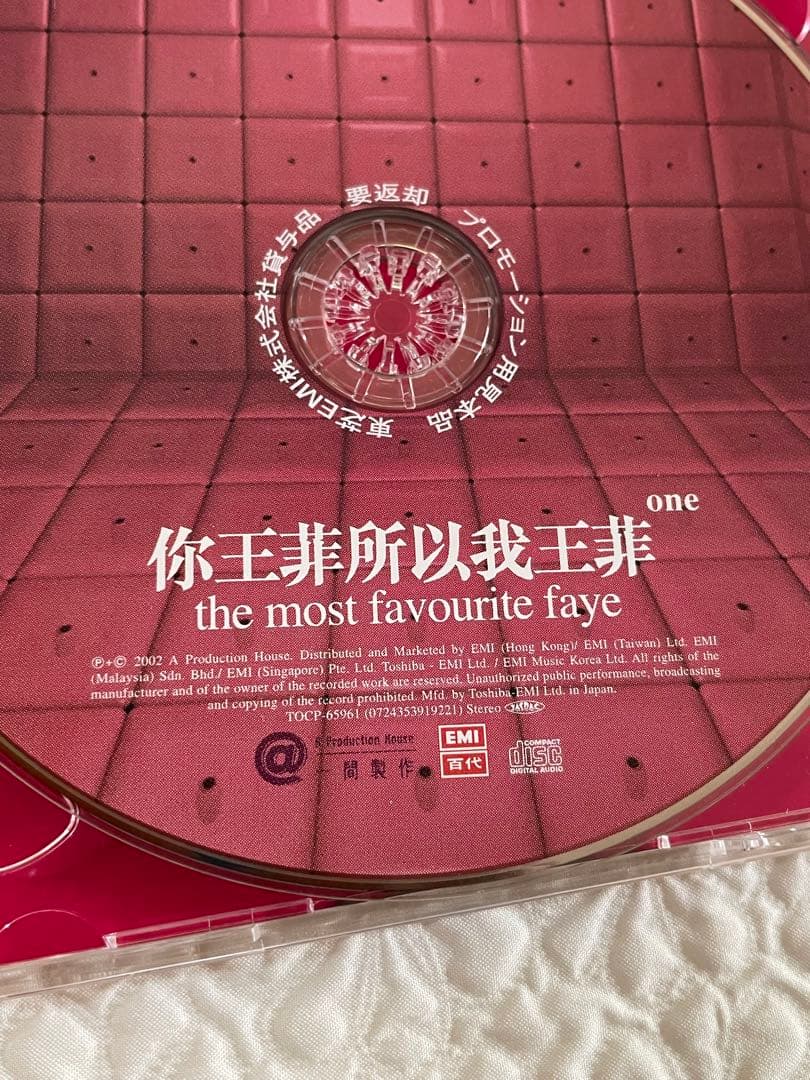 東芝EMI株式会社貸与品 要返却 プロモーション用見本品
one
你王菲所以我王菲
the most favourite faye
Ⓟ+© 2002 A Production House. Distributed and Marketed by EMI (Hong Kong)/ EMI (Taiwan) Ltd. EMI
(Malaysia) Sdn. Bhd./ EMI (Singapore) Pte. Ltd. Toshiba - EMI Ltd. / EMI Music Korea Ltd. All rights of the
manufacturer and of the owner of the recorded work are reserved. Unauthorized public performance, broadcasting
and copying of the record prohibited. Mfd. by Toshiba-EMI Ltd. in Japan.
TOCP-65961 (0724353919221) Stereo JASRAC
@ A Production House
一間製作
EMI
百代
COMPACT
disc
DIGITAL AUDIO